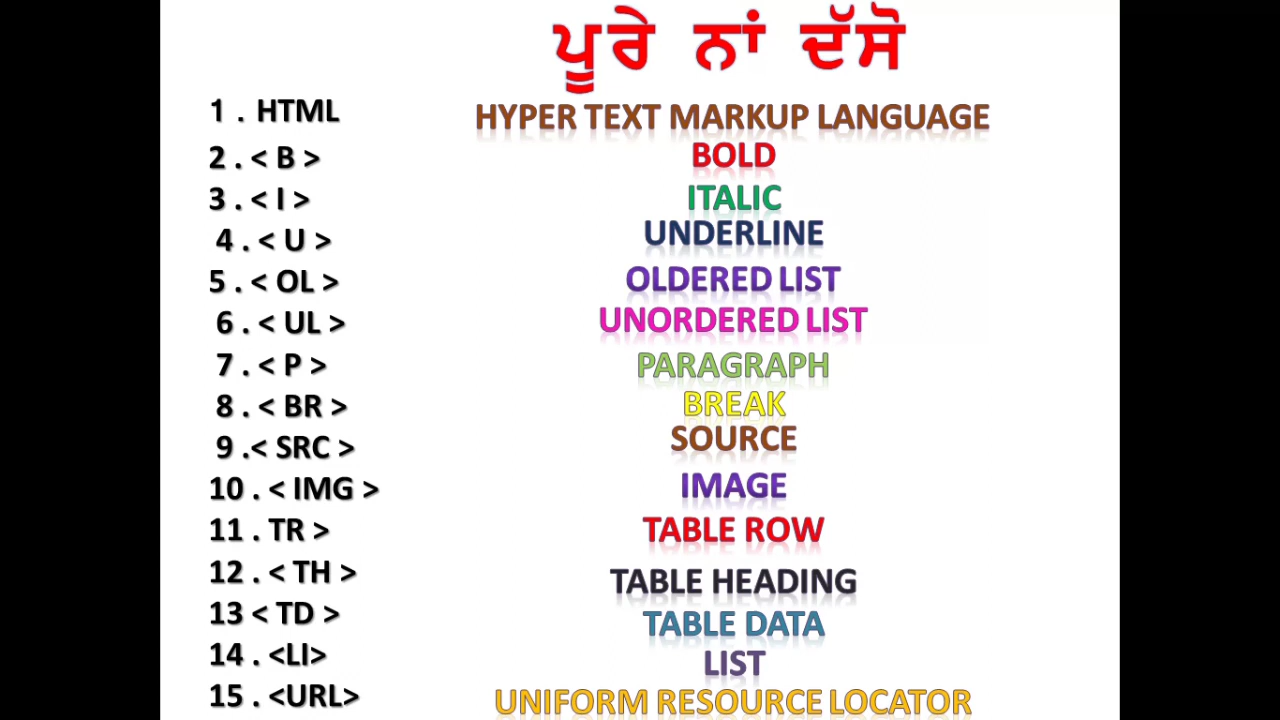 ਪੂਰੇ ਨਾਂ ਦੱਸੋ
1 . HTML HYPER TEXT MARKUP LANGUAGE
2 . < B > BOLD
3 . < I > ITALIC
4 . < U > UNDERLINE
5 . < OL > OLDERED LIST
6 . < UL > UNORDERED LIST
7 . < P > PARAGRAPH
8 . < BR > BREAK
9 .< SRC > SOURCE
10 . < IMG > IMAGE
11 . TR > TABLE ROW
12 . < TH > TABLE HEADING
13 < TD > TABLE DATA
14 . <LI> LIST
15 . <URL> UNIFORM RESOURCE LOCATOR